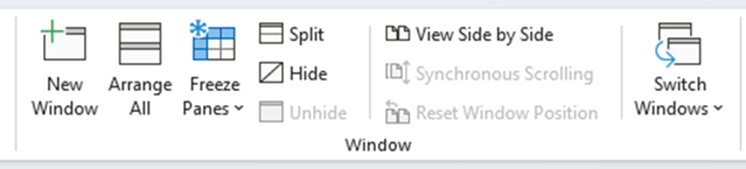 New
Window
Arrange
All
Freeze
Panes
Split
Hide
Unhide
View Side by Side
Synchronous Scrolling
Reset Window Position
Switch
Windows
Window